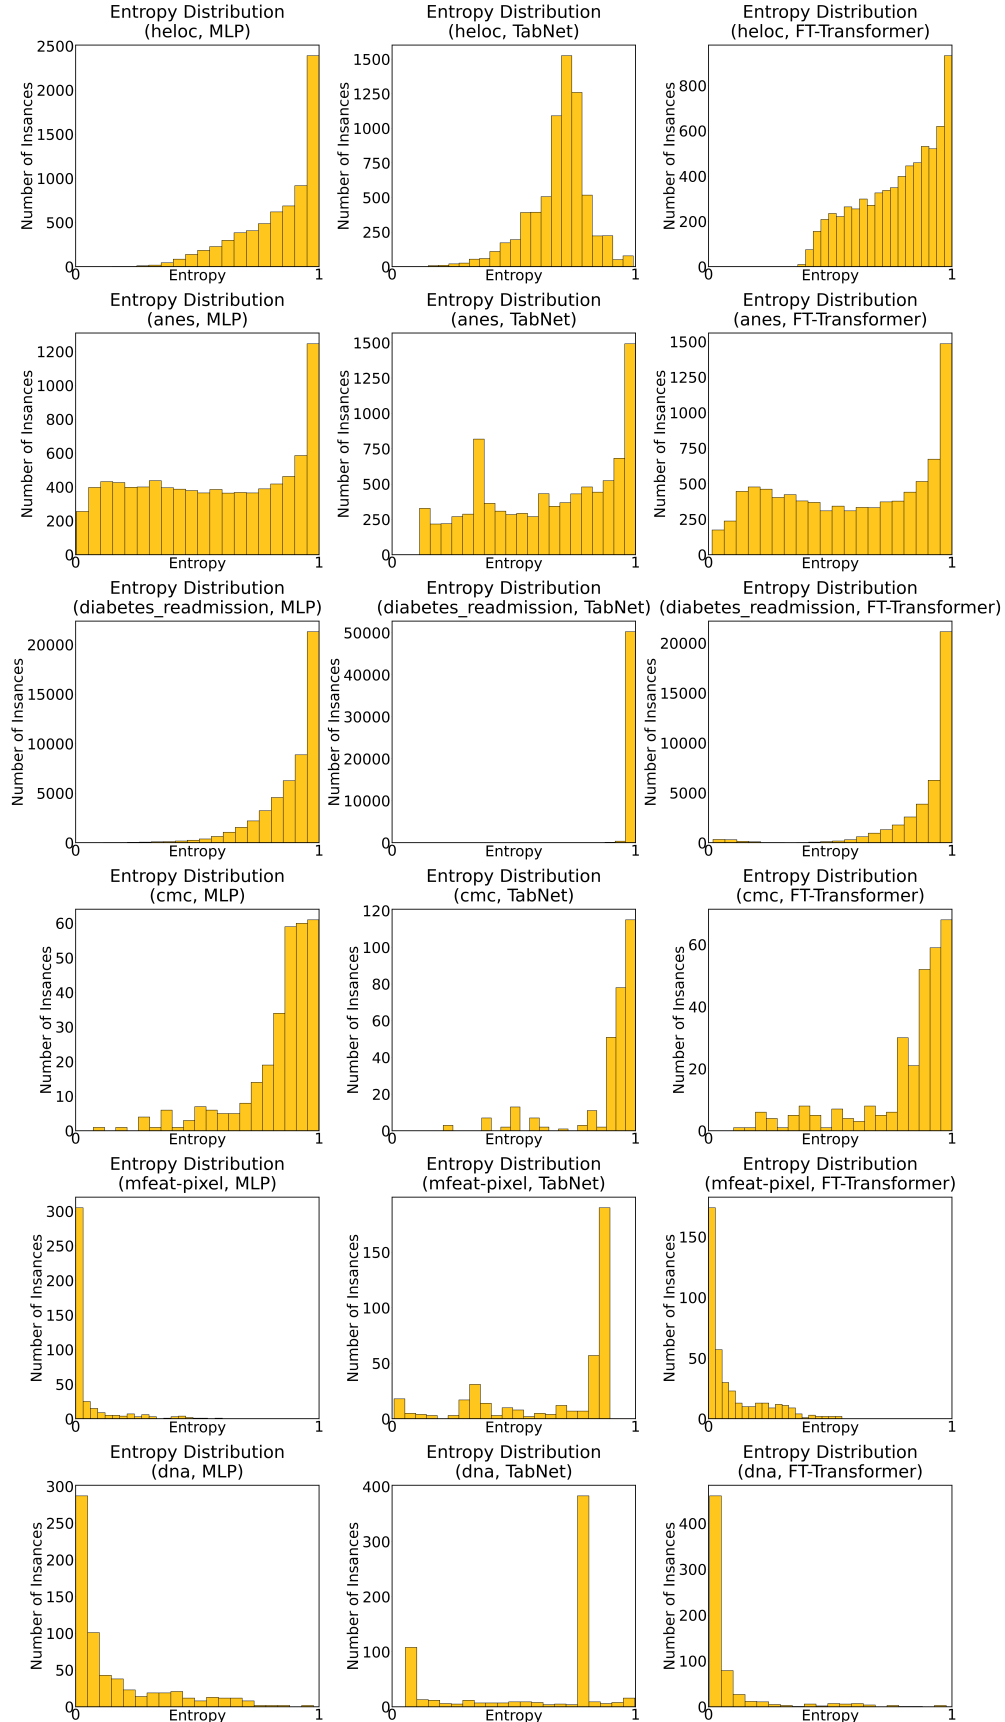 Entropy Distribution
(heloc, MLP)
Number of Insances
2500
2000
1500
1000
500
0
0
Entropy
1
Entropy Distribution
(heloc, TabNet)
Number of Insances
1500
1250
1000
750
500
250
0
0
Entropy
1
Entropy Distribution
(heloc, FT-Transformer)
Number of Insances
800
600
400
200
0
0
Entropy
1
Entropy Distribution
(anes, MLP)
Number of Insances
1200
1000
800
600
400
200
0
0
Entropy
1
Entropy Distribution
(anes, TabNet)
Number of Insances
1500
1250
1000
750
500
250
0
0
Entropy
1
Entropy Distribution
(anes, FT-Transformer)
Number of Insances
1500
1250
1000
750
500
250
0
0
Entropy
1
Entropy Distribution
(diabetes_readmission, MLP)
Number of Insances
20000
15000
10000
5000
0
0
Entropy
1
Entropy Distribution
(diabetes_readmission, TabNet)
Number of Insances
50000
40000
30000
20000
10000
0
0
Entropy
1
Entropy Distribution
(diabetes_readmission, FT-Transformer)
Number of Insances
20000
15000
10000
5000
0
0
Entropy
1
Entropy Distribution
(cmc, MLP)
Number of Insances
60
50
40
30
20
10
0
0
Entropy
1
Entropy Distribution
(cmc, TabNet)
Number of Insances
120
100
80
60
40
20
0
0
Entropy
1
Entropy Distribution
(cmc, FT-Transformer)
Number of Insances
60
40
20
0
0
Entropy
1
Entropy Distribution
(mfeat-pixel, MLP)
Number of Insances
300
250
200
150
100
50
0
0
Entropy
1
Entropy Distribution
(mfeat-pixel, TabNet)
Number of Insances
150
100
50
0
0
Entropy
1
Entropy Distribution
(mfeat-pixel, FT-Transformer)
Number of Insances
150
100
50
0
0
Entropy
1
Entropy Distribution
(dna, MLP)
Number of Insances
300
250
200
150
100
50
0
0
Entropy
1
Entropy Distribution
(dna, TabNet)
Number of Insances
400
300
200
100
0
0
Entropy
1
Entropy Distribution
(dna, FT-Transformer)
Number of Insances
400
300
200
100
0
0
Entropy
1